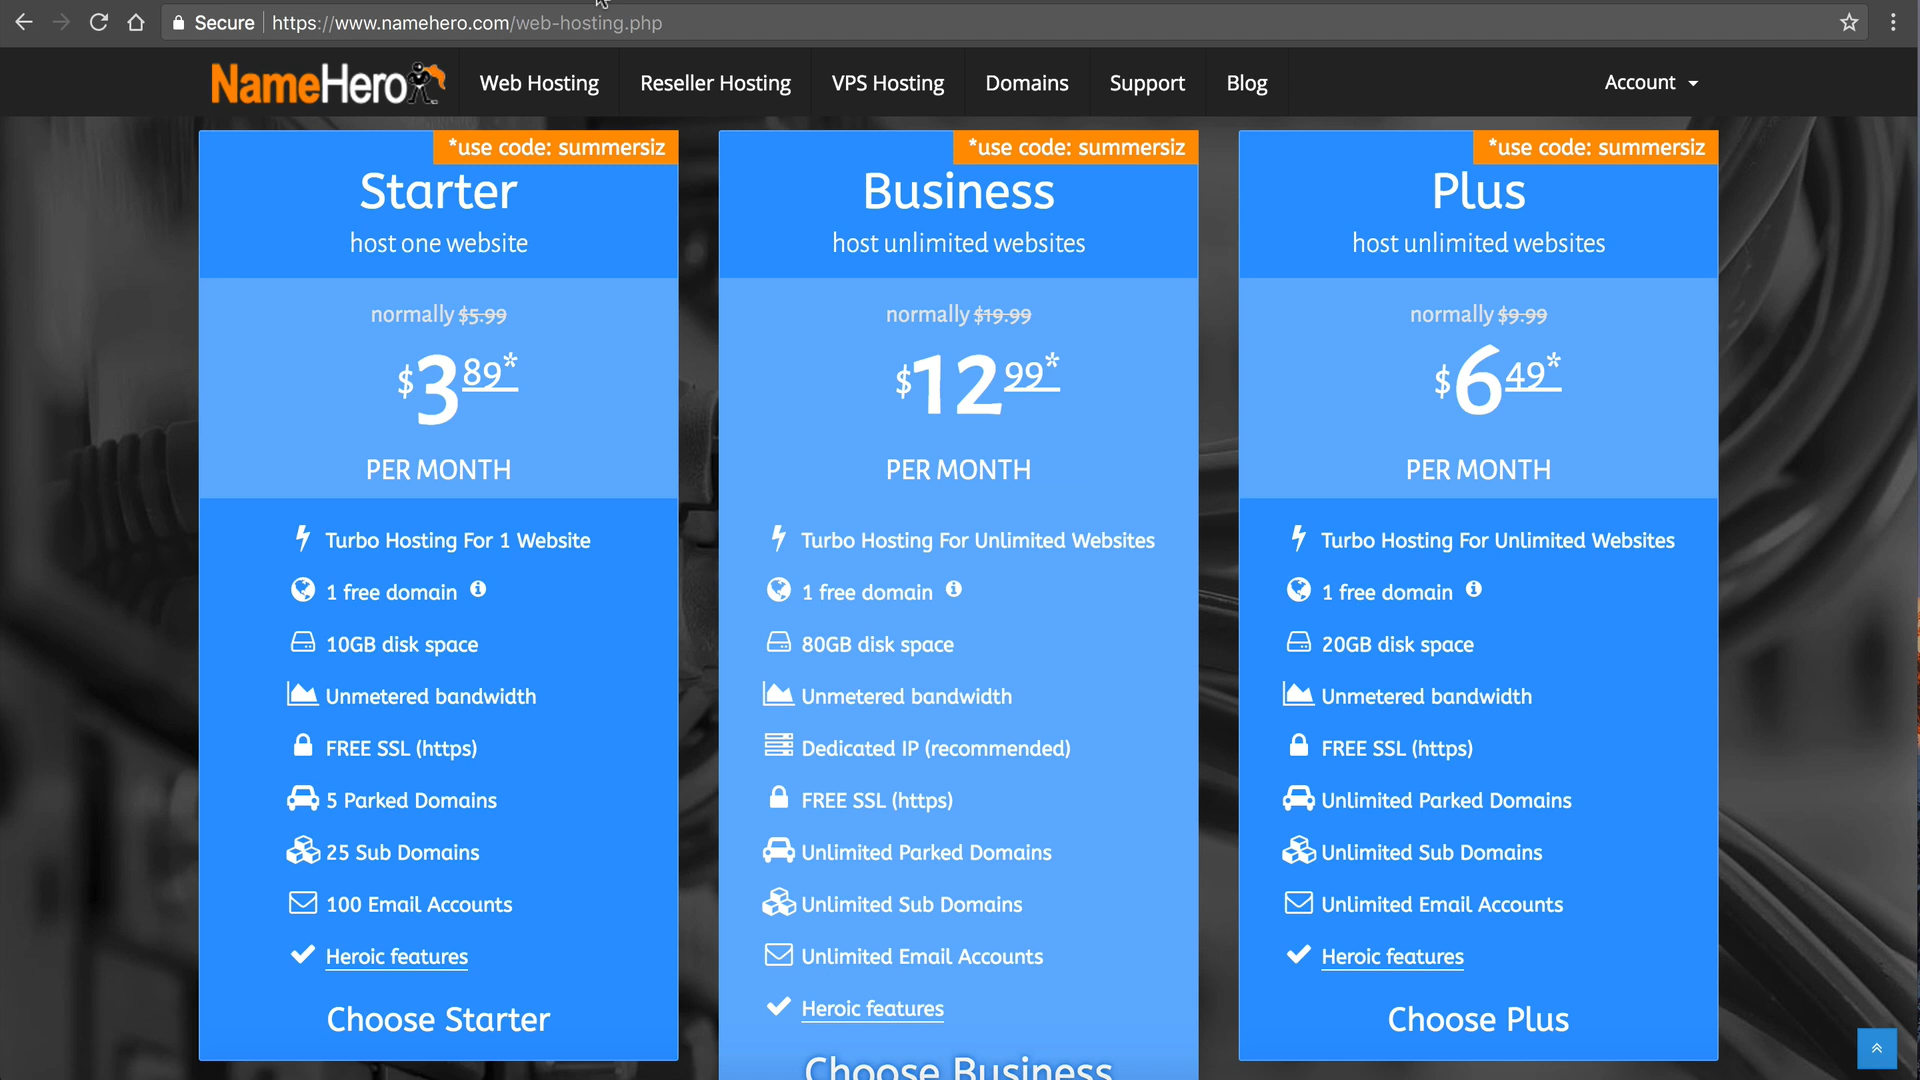 Secure
https://www.namehero.com/web-hosting.php
NameHero
Web Hosting
Reseller Hosting
VPS Hosting
Domains
Support
Blog
Account
*use code: summersiz
Starter
host one website
normally $5.99
$3 89*
PER MONTH
Turbo Hosting For 1 Website
1 free domain
10GB disk space
Unmetered bandwidth
FREE SSL (https)
5 Parked Domains
25 Sub Domains
100 Email Accounts
Heroic features
Choose Starter
*use code: summersiz
Business
host unlimited websites
normally $19.99
$12 99*
PER MONTH
Turbo Hosting For Unlimited Websites
1 free domain
80GB disk space
Unmetered bandwidth
Dedicated IP (recommended)
FREE SSL (https)
Unlimited Parked Domains
Unlimited Sub Domains
Unlimited Email Accounts
Heroic features
Choose Business
*use code: summersiz
Plus
host unlimited websites
normally $9.99
$6 49*
PER MONTH
Turbo Hosting For Unlimited Websites
1 free domain
20GB disk space
Unmetered bandwidth
FREE SSL (https)
Unlimited Parked Domains
Unlimited Sub Domains
Unlimited Email Accounts
Heroic features
Choose Plus